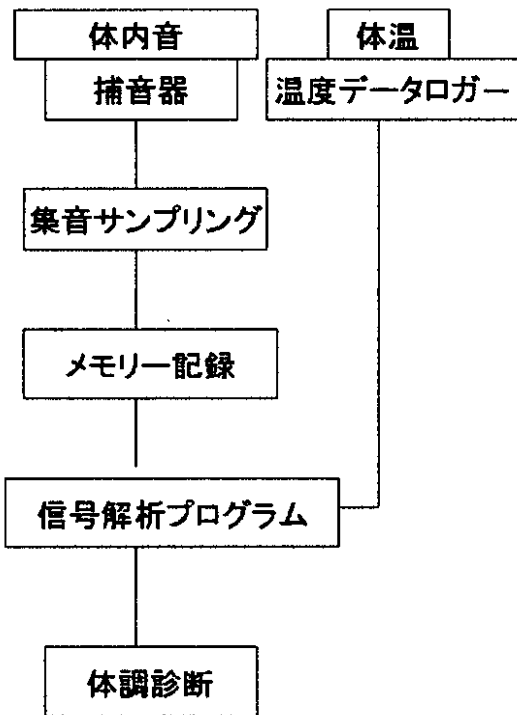 体内音
体温
捕音器
温度データロガー
集音サンプリング
メモリー記録
信号解析プログラム
体調診断